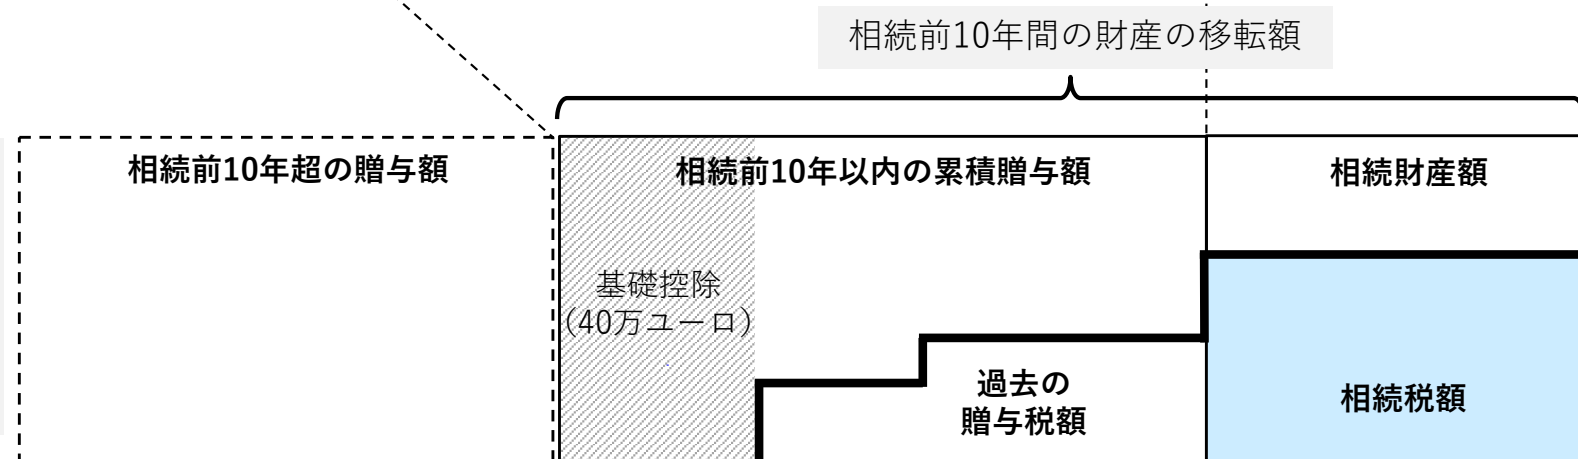 相続前10年間の財産の移転額
相続前10年超の贈与額
相続前10年以内の累積贈与額
相続財産額
基礎控除
（40万ユーロ）
過去の
贈与税額
相続税額